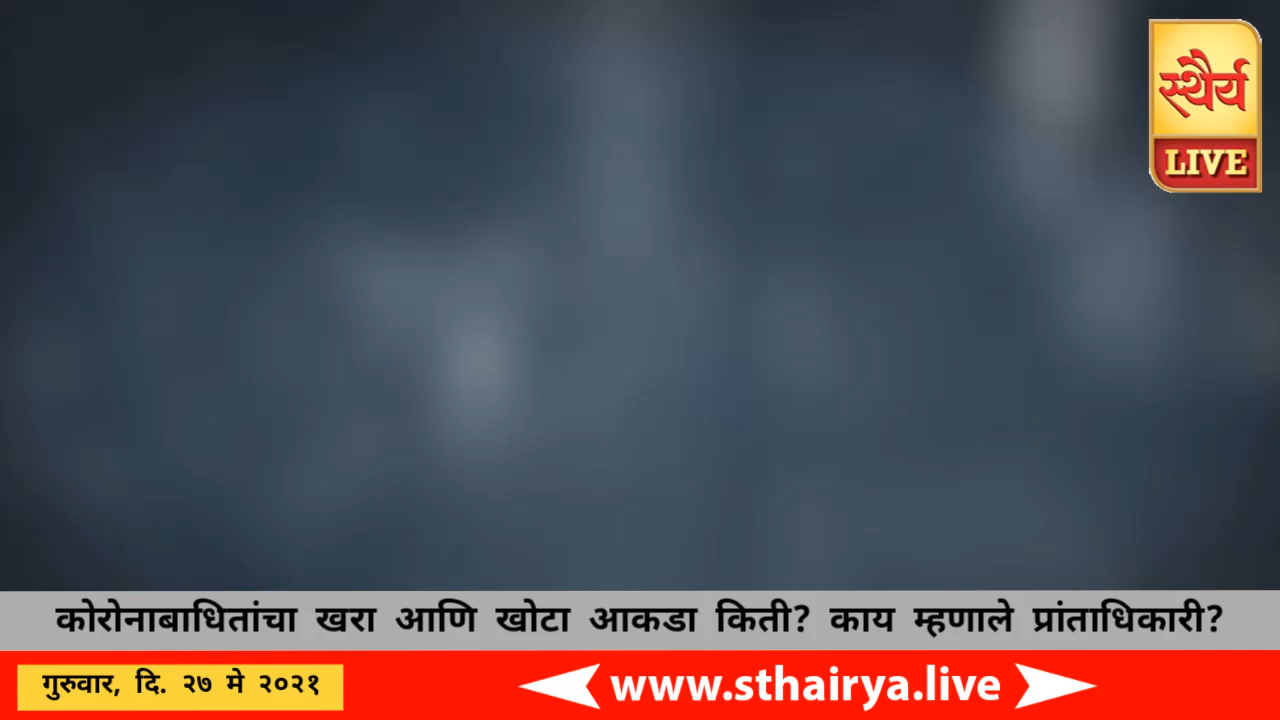 स्थैर्य
LIVE
कोरोनाबाधितांचा खरा आणि खोटा आकडा किती? काय म्हणाले प्रांताधिकारी?
गुरुवार, दि. २७ मे २०२१
www.sthairya.live